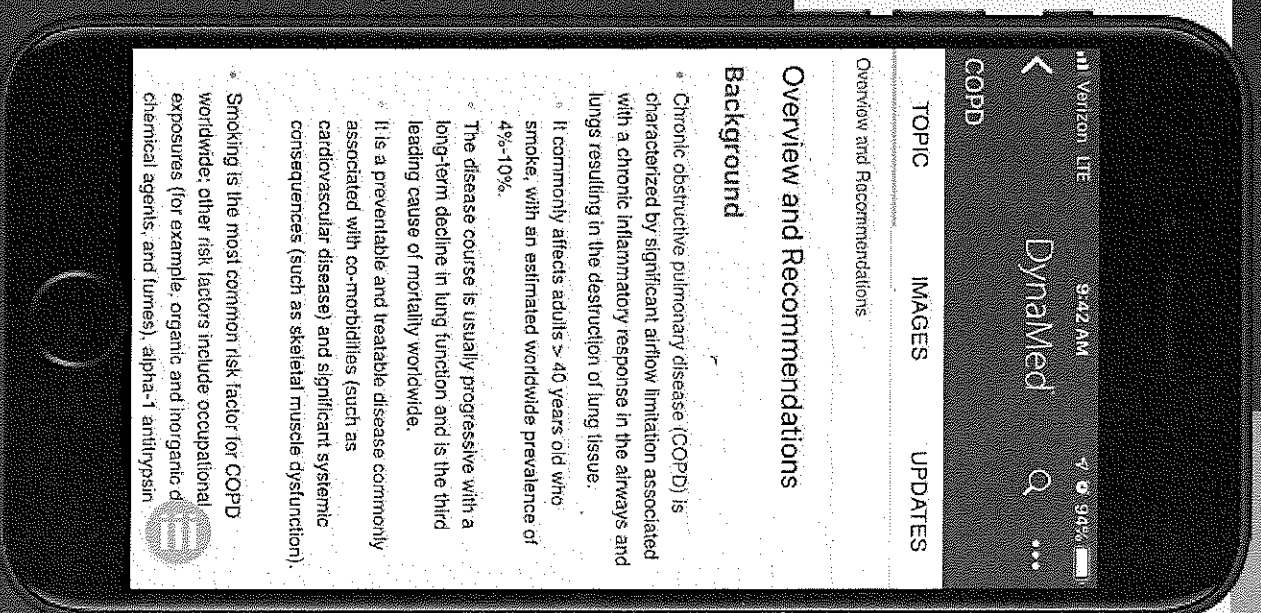 Verizon LTE 9:42 AM 94%
DynaMed
COPD
TOPIC IMAGES UPDATES
Overview and Recommendations
Overview and Recommendations
Background
Chronic obstructive pulmonary disease (COPD) is
characterized by significant airflow limitation associated
with a chronic inflammatory response in the airways and
lungs resulting in the destruction of lung tissue.
It commonly affects adults > 40 years old who
smoke, with an estimated worldwide prevalence of
4%-10%.
The disease course is usually progressive with a
long-term decline in lung function and is the third
leading cause of mortality worldwide.
It is a preventable and treatable disease commonly
associated with co-morbidities (such as
cardiovascular disease) and significant systemic
consequences (such as skeletal muscle dysfunction).
Smoking is the most common risk factor for COPD
worldwide; other risk factors include occupational
exposures (for example, organic and inorganic d
chemical agents, and fumes), alpha-1 antitrypsin